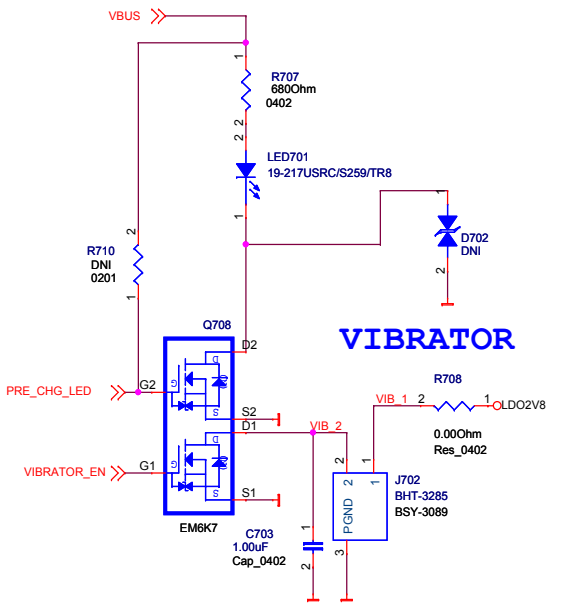 VBUS
1
R707
680Ohm
0402
2
2
LED701
19-217USRC/S259/TR8
1
1
D702
DNI
2
2
R710
DNI
0201
1
Q708
VIBRATOR
D2
D
G
S
PRE_CHG_LED
G2
S2
D1
VIB_2
VIB_1
2
R708
1
LDO2V8
0.00Ohm
Res_0402
D
G
S
VIBRATOR_EN
G1
S1
EM6K7
2
1
2
1
PGND
J702
BHT-3285
BSY-3089
3
C703
1.00uF
Cap_0402
1
2